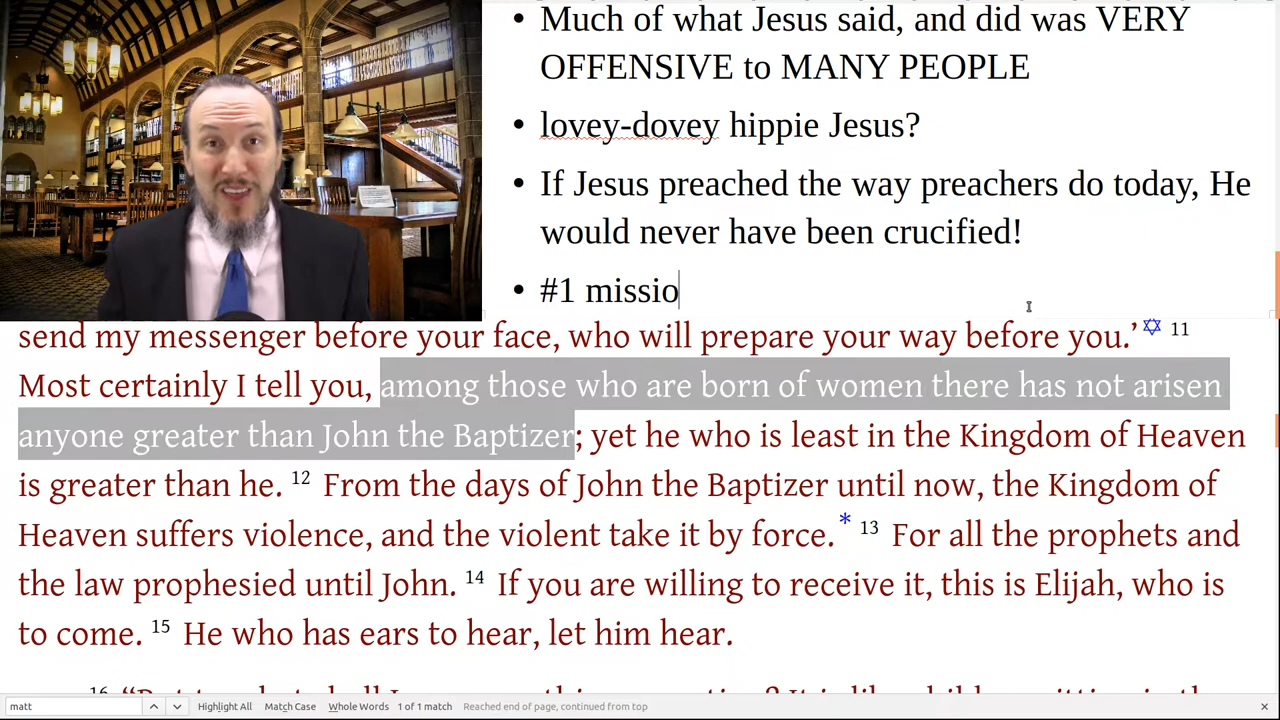 • Much of what Jesus said, and did was VERY
OFFENSIVE to MANY PEOPLE
• lovey-dovey hippie Jesus?
• If Jesus preached the way preachers do today, He
would never have been crucified!
• #1 missio
send my messenger before your face, who will prepare your way before you.’✡ 11
Most certainly I tell you, among those who are born of women there has not arisen
anyone greater than John the Baptizer; yet he who is least in the Kingdom of Heaven
is greater than he. 12 From the days of John the Baptizer until now, the Kingdom of
Heaven suffers violence, and the violent take it by force.* 13 For all the prophets and
the law prophesied until John. 14 If you are willing to receive it, this is Elijah, who is
to come. 15 He who has ears to hear, let him hear.
matt Highlight All Match Case Whole Words 1 of 1 match Reached end of page, continued from top